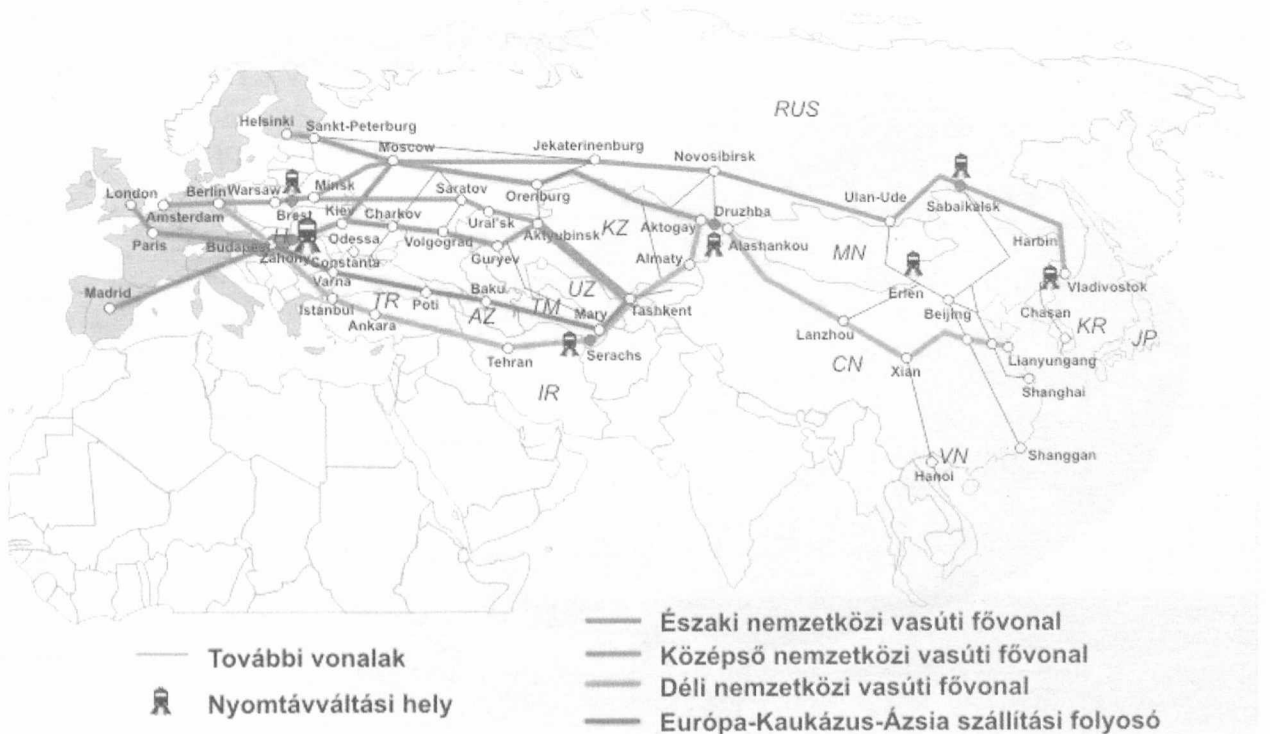 RUS
Helsinki
Sankt-Peterburg
Moscow
Jekaterinenburg
Novosibirsk
London
Berlin
Warsaw
Minsk
Saratov
Orenburg
Ulan-Ude
Sabaikalsk
Amsterdam
Brest
Kiev
Charkov
Ural'sk
KZ
Aktogay
Druzhba
Paris
Budapest
Zahony
Odessa
Volgograd
Aktyubinsk
Alashankou
MN
Harbin
Constanta
Guryev
Almaty
Madrid
Varna
TR
Poti
Baku
UZ
Erlen
Vladivostok
Istanbul
AZ
TM
Mary
Tashkent
Beijing
Chasan
KR
JP
Ankara
Lanzhou
Tehran
Serachs
CN
Xian
Lianyungang
IR
Shanghai
VN
Hanoi
Shanggan
További vonalak
Nyomtávváltási hely
Északi nemzetközi vasúti fővonal
Középső nemzetközi vasúti fővonal
Déli nemzetközi vasúti fővonal
Európa-Kaukázus-Ázsia szállítási folyosó